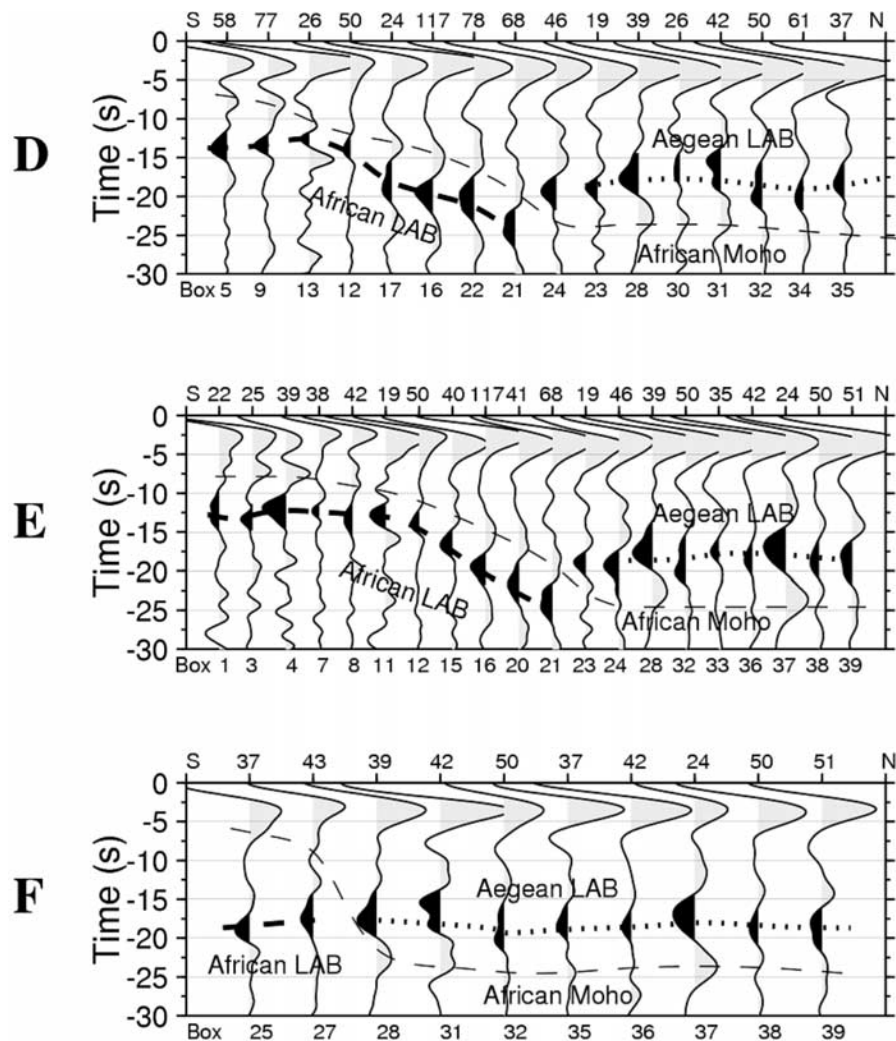 S 58 77 26 50 24 117 78 68 46 19 39 26 42 34 61 37 N
0
-5
-10
D
Time (s)
Aegean LAB
-15
-20
African LAB
-25
African Moho
-30
Box 5 9 13 12 17 16 22 21 24 23 28 30 31 32 34 35
S 22 25 39 38 42 19 50 40 117 41 68 19 46 39 50 35 42 24 50 51 N
0
-5
-10
E
Time (s)
Aegean LAB
-15
-20
African LAB
-25
African Moho
-30
Box 1 3 4 7 8 11 12 15 16 20 21 23 24 28 32 33 36 37 38 39
S 37 43 39 42 50 37 42 24 50 51 N
0
-5
-10
F
Time (s)
-15
Aegean LAB
-20
African LAB
-25
African Moho
-30
Box 25 27 28 31 32 35 36 37 38 39